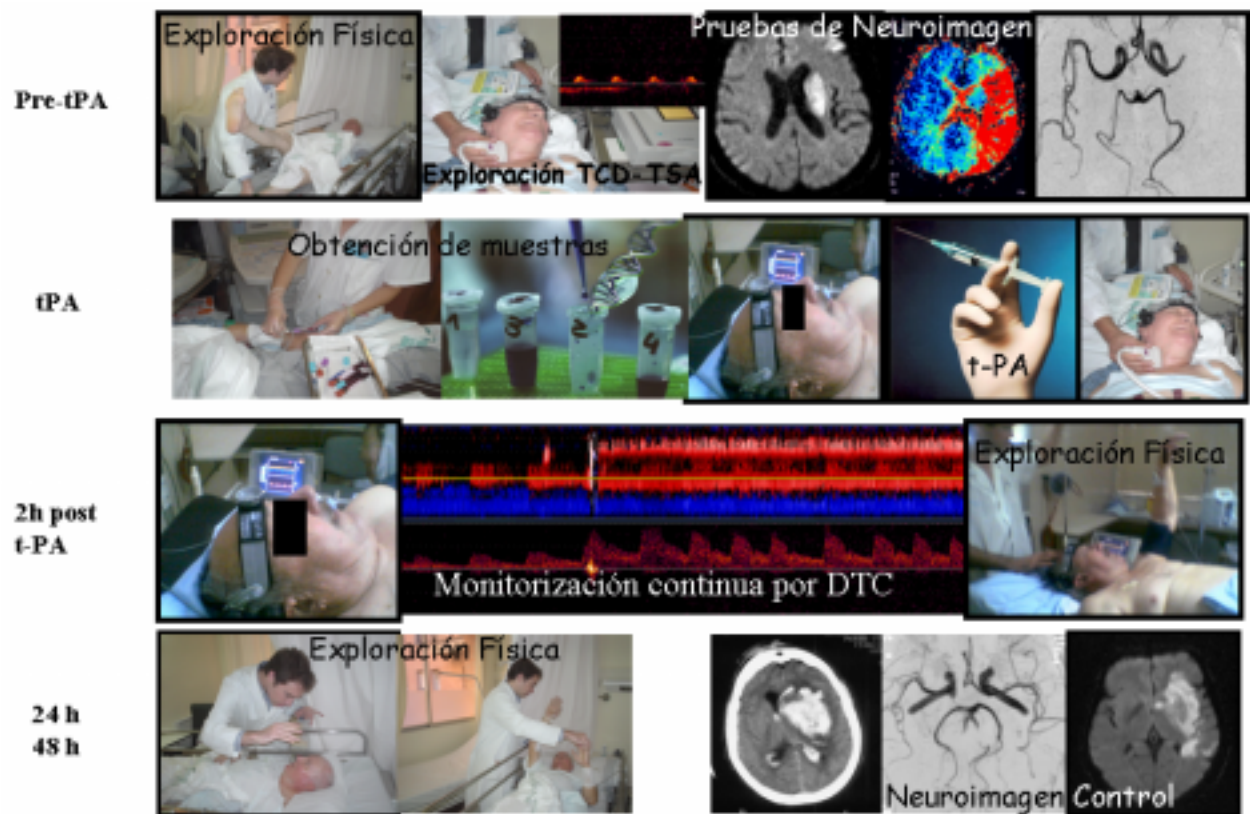 Exploración Física
Pruebas de Neuroimagen
Pre-tPA
Exploración TCD-TSA
Obtención de muestras
tPA
t-PA
Exploración Física
2h post
t-PA
Monitorización continua por DTC
Exploración Física
24 h
48 h
Neuroimagen Control